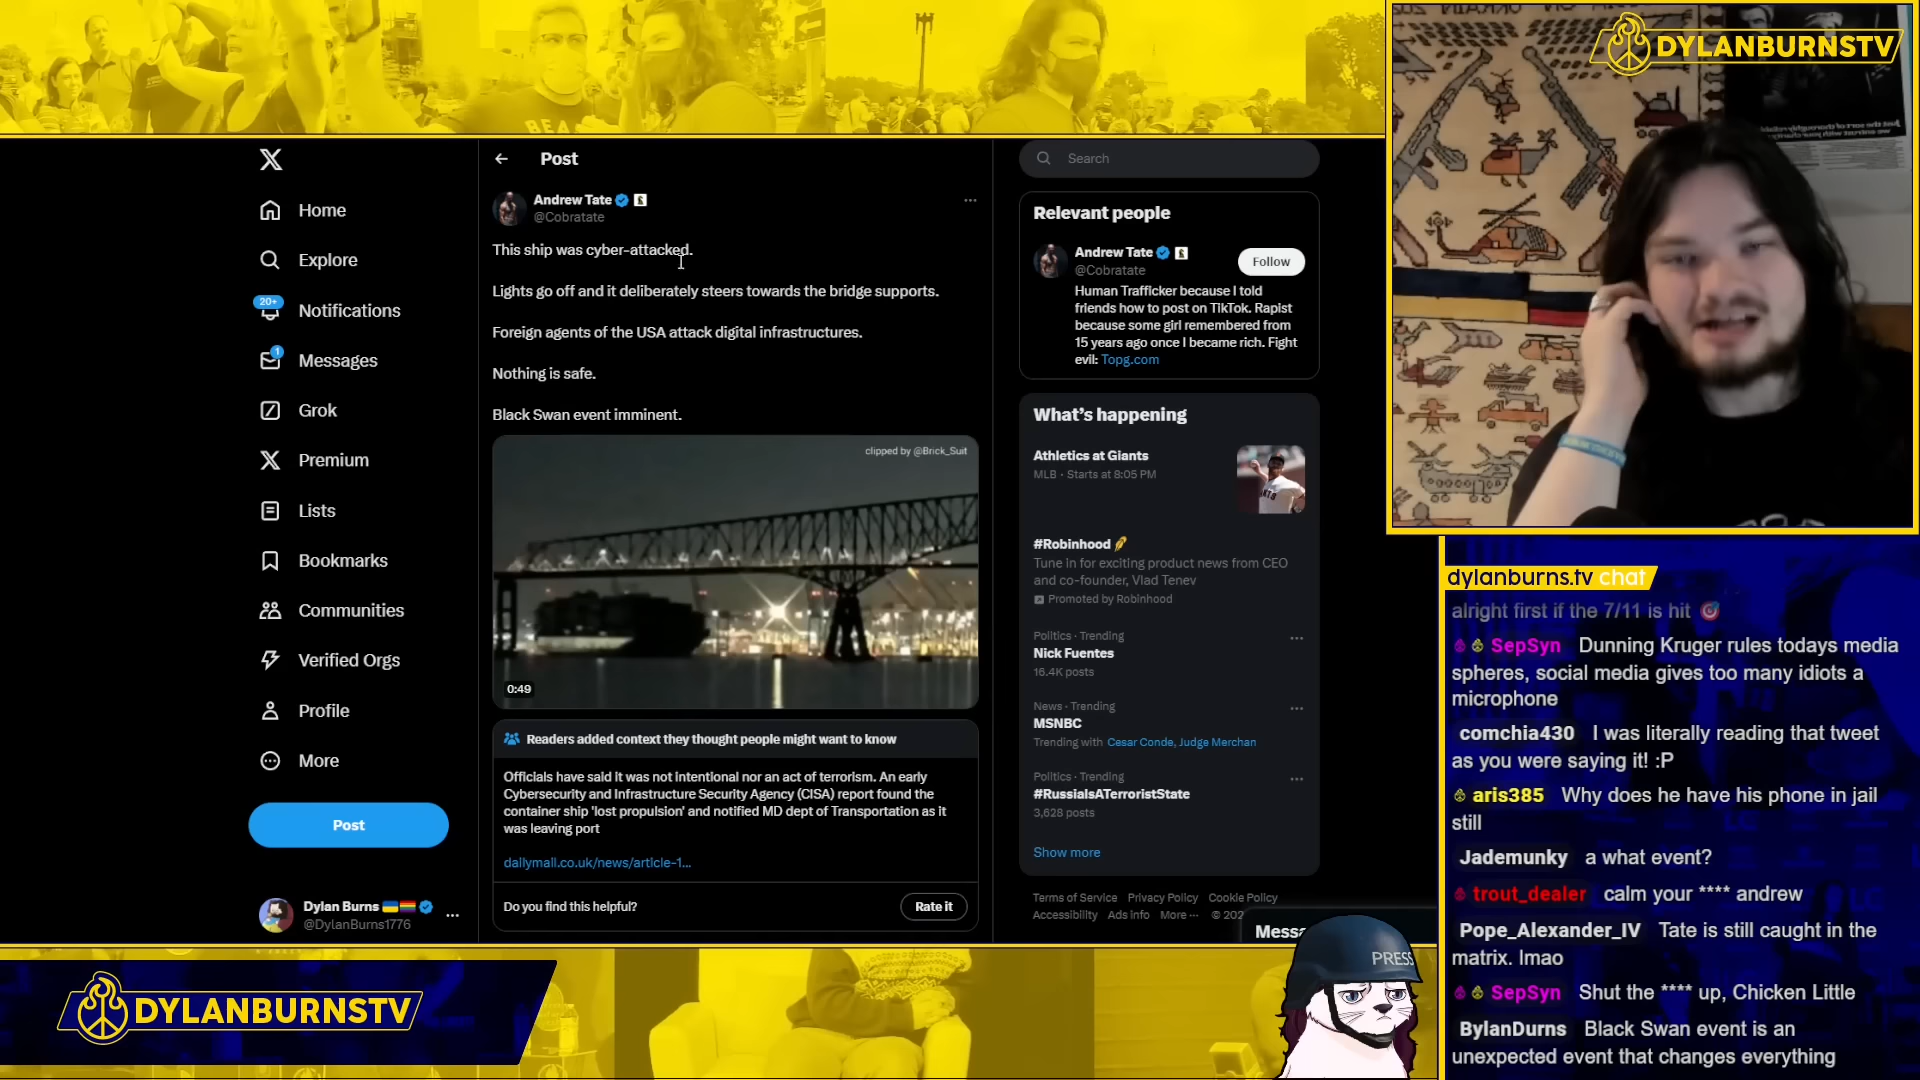 DYLANBURNSTV
BEA
Post
Search
Andrew Tate
@Cobratate
This ship was cyber-attacked.
Lights go off and it deliberately steers towards the bridge supports.
Foreign agents of the USA attack digital infrastructures.
Nothing is safe.
Black Swan event imminent.
clipped by @Brick_Suit
0:49
Readers added context they thought people might want to know
Officials have said it was not intentional nor an act of terrorism. An early
Cybersecurity and Infrastructure Security Agency (CISA) report found the
container ship 'lost propulsion' and notified MD dept of Transportation as it
was leaving port
dailymail.co.uk/news/article-1...
Do you find this helpful?
Rate it
Home
Explore
20+
Notifications
1
Messages
Grok
Premium
Lists
Bookmarks
Communities
Verified Orgs
Profile
More
Post
Dylan Burns
@DylanBurns1776
Relevant people
Andrew Tate
@Cobratate
Follow
Human Trafficker because I told
friends how to post on TikTok. Rapist
because some girl remembered from
15 years ago once I became rich. Fight
evil: Topg.com
What's happening
Athletics at Giants
MLB · Starts at 8:05 PM
#Robinhood
Tune in for exciting product news from CEO
and co-founder, Vlad Tenev
Promoted by Robinhood
Politics · Trending
Nick Fuentes
16.4K posts
News · Trending
MSNBC
Trending with Cesar Conde, Judge Merchan
Politics · Trending
#RussiaIsATerroristState
3,628 posts
Show more
Terms of Service Privacy Policy Cookie Policy
Accessibility Ads info More ··· © 202
Messa
PRESS
dylanburns.tv chat
alright first if the 7/11 is hit
SepSyn Dunning Kruger rules todays media
spheres, social media gives too many idiots a
microphone
comchia430 I was literally reading that tweet
as you were saying it! :P
aris385 Why does he have his phone in jail
still
Jademunky a what event?
trout_dealer calm your **** andrew
Pope_Alexander_IV Tate is still caught in the
matrix. lmao
SepSyn Shut the **** up, Chicken Little
BylanDurns Black Swan event is an
unexpected event that changes everything
DYLANBURNSTV